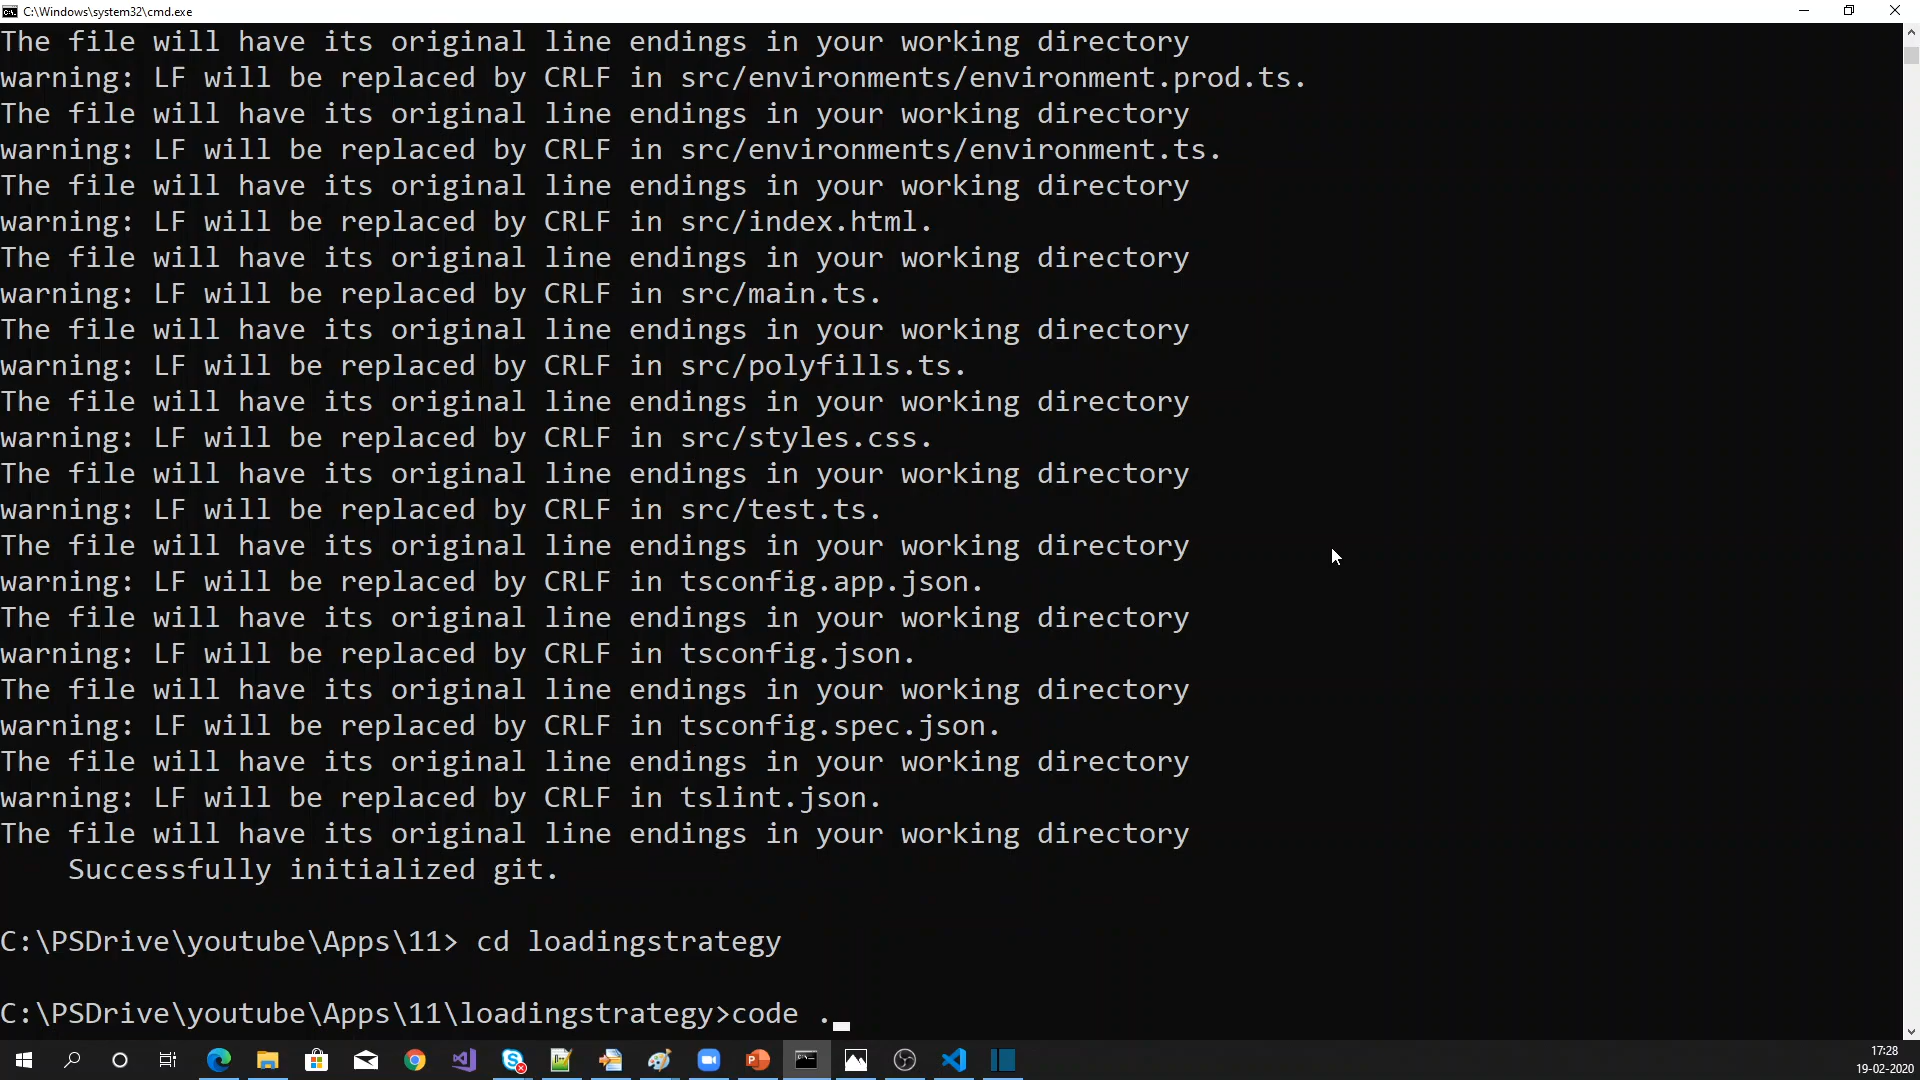 C:\Windows\system32\cmd.exe
The file will have its original line endings in your working directory
warning: LF will be replaced by CRLF in src/environments/environment.prod.ts.
The file will have its original line endings in your working directory
warning: LF will be replaced by CRLF in src/environments/environment.ts.
The file will have its original line endings in your working directory
warning: LF will be replaced by CRLF in src/index.html.
The file will have its original line endings in your working directory
warning: LF will be replaced by CRLF in src/main.ts.
The file will have its original line endings in your working directory
warning: LF will be replaced by CRLF in src/polyfills.ts.
The file will have its original line endings in your working directory
warning: LF will be replaced by CRLF in src/styles.css.
The file will have its original line endings in your working directory
warning: LF will be replaced by CRLF in src/test.ts.
The file will have its original line endings in your working directory
warning: LF will be replaced by CRLF in tsconfig.app.json.
The file will have its original line endings in your working directory
warning: LF will be replaced by CRLF in tsconfig.json.
The file will have its original line endings in your working directory
warning: LF will be replaced by CRLF in tsconfig.spec.json.
The file will have its original line endings in your working directory
warning: LF will be replaced by CRLF in tslint.json.
The file will have its original line endings in your working directory
    Successfully initialized git.
C:\PSDrive\youtube\Apps\11> cd loadingstrategy
C:\PSDrive\youtube\Apps\11\loadingstrategy>code ._
17:28
19-02-2020